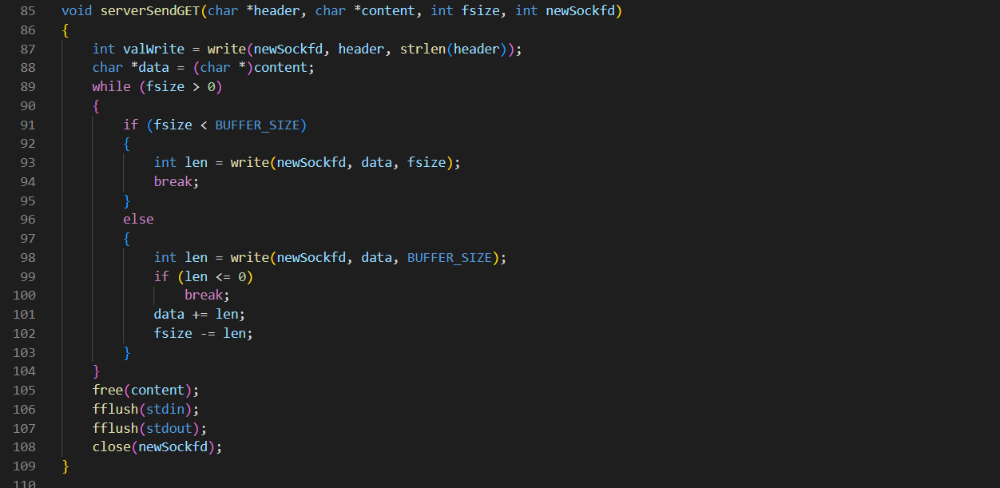 85 void serverSendGET(char *header, char *content, int fsize, int newSockfd)
86 {
87     int valWrite = write(newSockfd, header, strlen(header));
88     char *data = (char *)content;
89     while (fsize > 0)
90     {
91         if (fsize < BUFFER_SIZE)
92         {
93             int len = write(newSockfd, data, fsize);
94             break;
95         }
96         else
97         {
98             int len = write(newSockfd, data, BUFFER_SIZE);
99             if (len <= 0)
100                 break;
101             data += len;
102             fsize -= len;
103         }
104     }
105     free(content);
106     fflush(stdin);
107     fflush(stdout);
108     close(newSockfd);
109 }
110